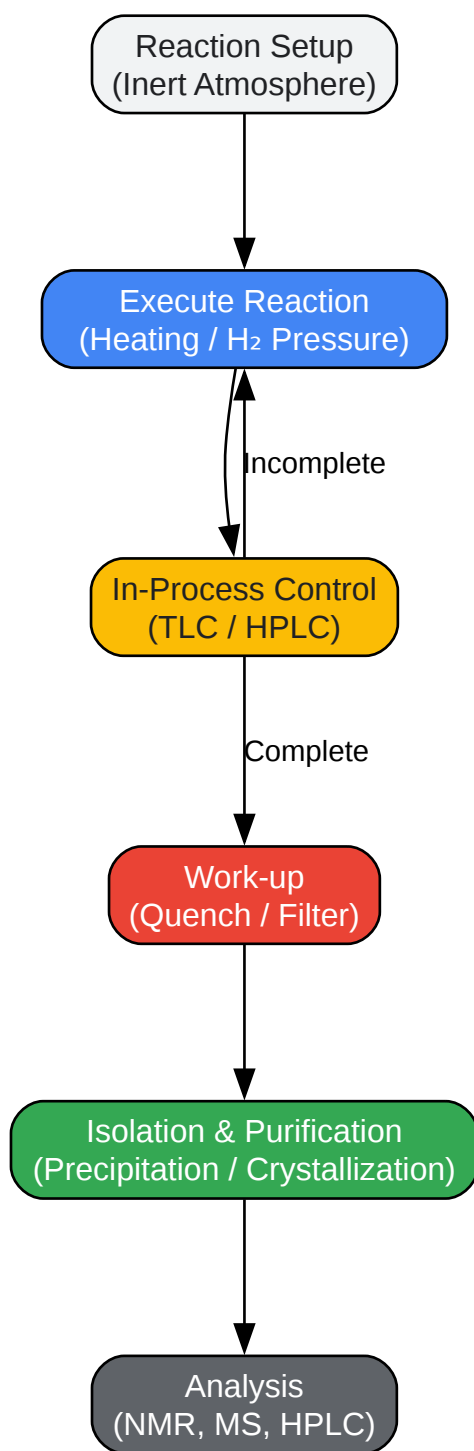 Reaction Setup
(Inert Atmosphere)
Execute Reaction
(Heating / H₂ Pressure)
Incomplete
In-Process Control
(TLC / HPLC)
Complete
Work-up
(Quench / Filter)
Isolation & Purification
(Precipitation / Crystallization)
Analysis
(NMR, MS, HPLC)